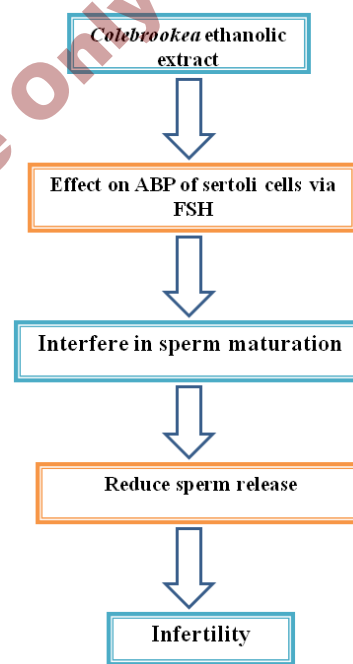 e Only
Colebrookea ethanolic
extract
Effect on ABP of sertoli cells via
FSH
Interfere in sperm maturation
Reduce sperm release
Infertility